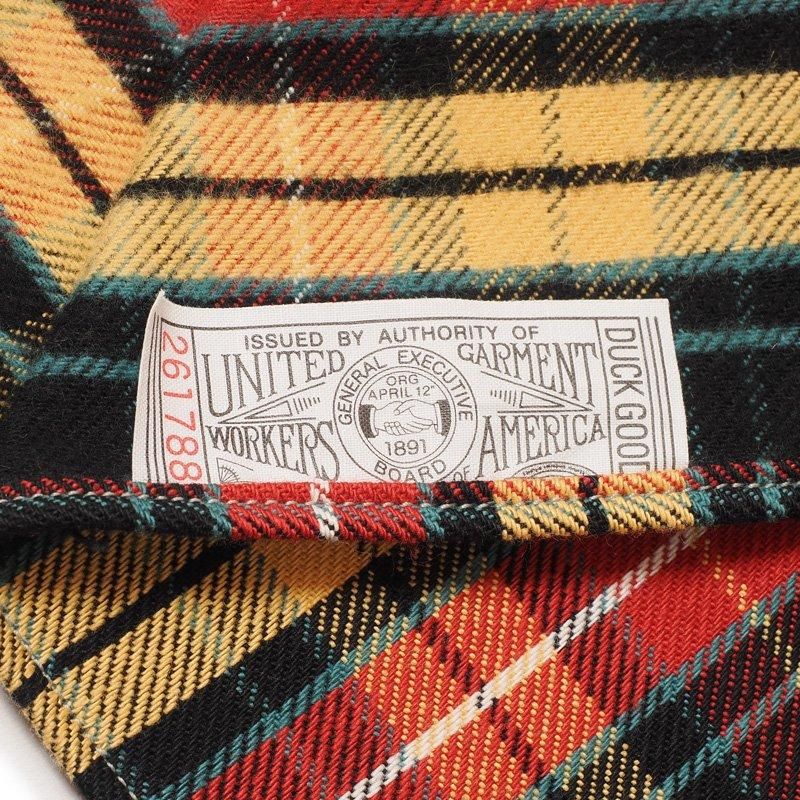 ISSUED BY AUTHORITY OF
UNITED GARMENT
WORKERS OF AMERICA
GENERAL EXECUTIVE
BOARD
ORG
APRIL 12"
1891
261788
DUCK GOOD